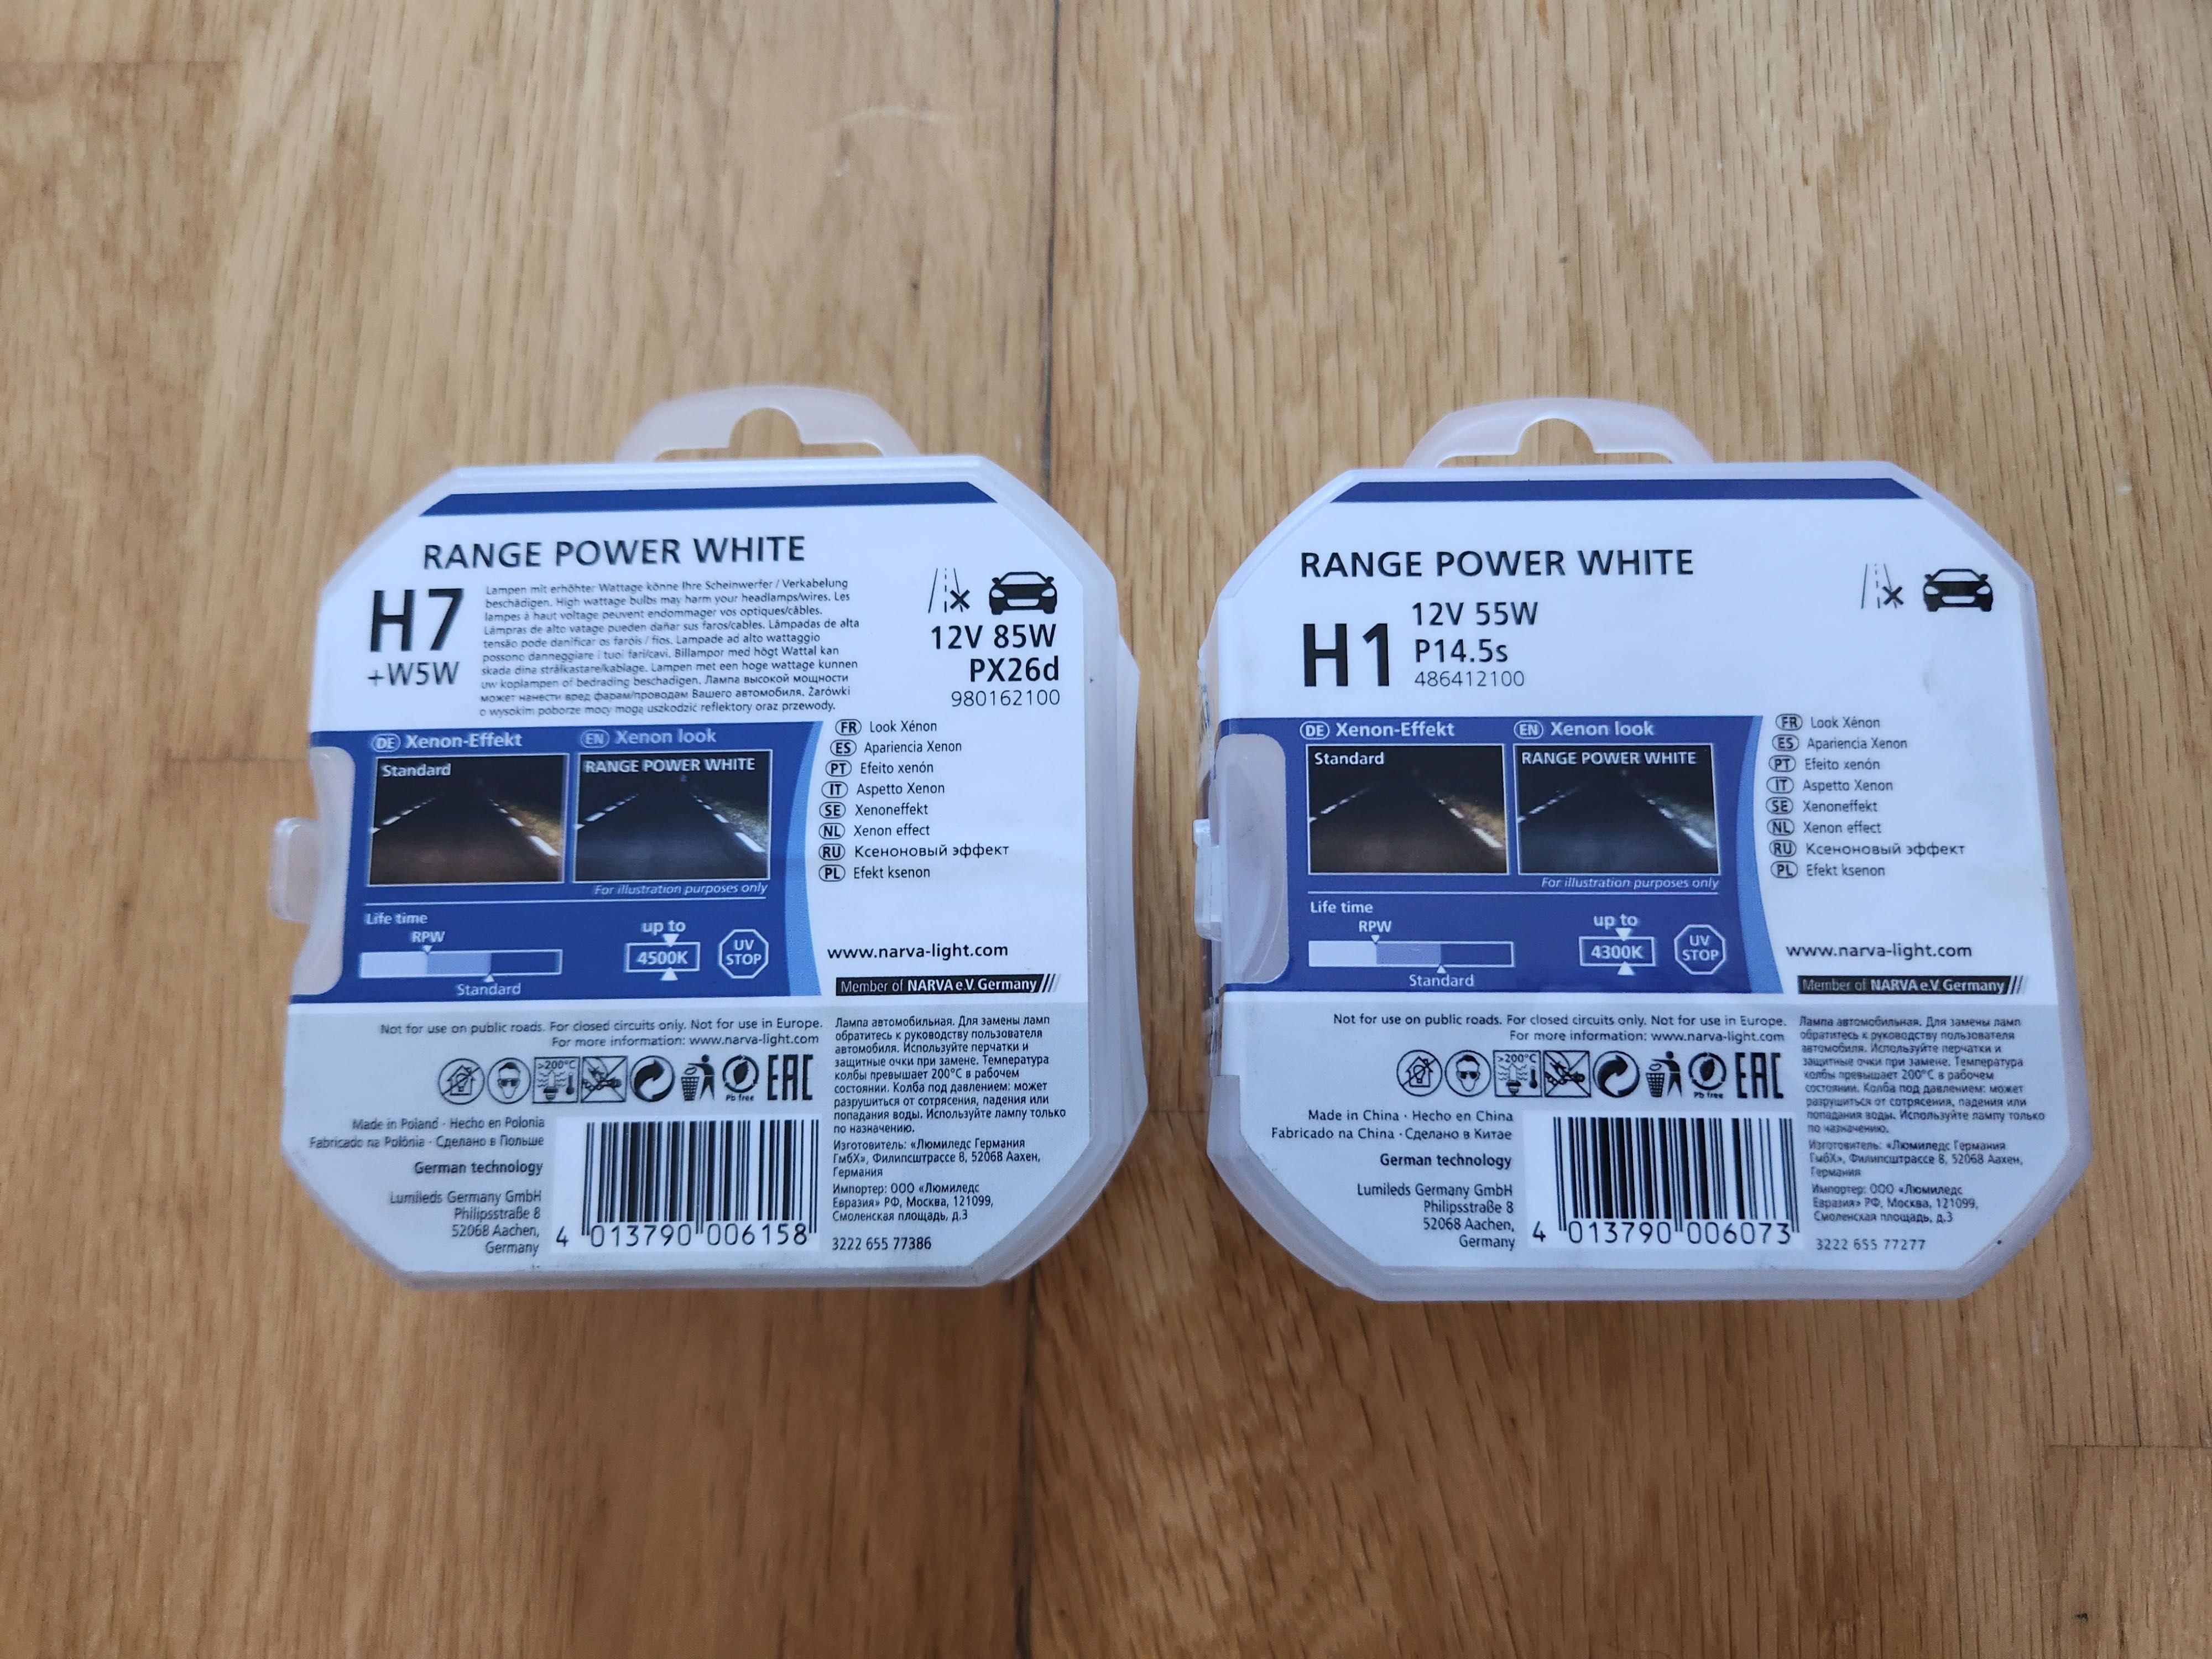 RANGE POWER WHITE
H7
+W5W
Lampen mit erhöhter Wattage könne Ihre Scheinwerfer / Verkabelung
beschädigen. High wattage bulbs may harm your headlamps/wires. Les
lampes à haut voltage peuvent endommager vos optiques/câbles.
Lámpras de alto vatage pueden dañar sus faros/cables. Lâmpadas de alta
tensão pode danificar os faróis / fios. Lampade ad alto wattaggio
possono danneggiare i tuoi fari/cavi. Billampor med högt Wattal kan
skada dina strålkastare/kablage. Lampen met een hoge wattage kunnen
uw koplampen of bedrading beschadigen. Лампа высокой мощности
может нанести вред фарам/проводам Вашего автомобиля. Żarówki
o wysokim poborze mocy mogą uszkodzić reflektory oraz przewody.
12V 85W
PX26d
980162100
DE Xenon-Effekt
EN Xenon look
Standard
RANGE POWER WHITE
For illustration purposes only
Life time
RPW
Standard
up to
4500K
UV
STOP
FR Look Xénon
ES Apariencia Xenon
PT Efeito xenón
IT Aspetto Xenon
SE Xenoneffekt
NL Xenon effect
RU Ксеноновый эффект
PL Efekt ksenon
www.narva-light.com
Member of NARVA e.V. Germany
Not for use on public roads. For closed circuits only. Not for use in Europe.
For more information: www.narva-light.com
>200°C
Pb free
EAC
Made in Poland · Hecho en Polonia
Fabricado na Polónia · Сделано в Польше
German technology
Lumileds Germany GmbH
Philipsstraße 8
52068 Aachen,
Germany
4 013790 006158
Лампа автомобильная. Для замены ламп
обратитесь к руководству пользователя
автомобиля. Используйте перчатки и
защитные очки при замене. Температура
колбы превышает 200°C в рабочем
состоянии. Колба под давлением: может
разрушиться от сотрясения, падения или
попадания воды. Используйте лампу только
по назначению.
Изготовитель: «Люмиледс Германия
ГмбХ», Филипсштрассе 8, 52068 Аахен,
Германия
Импортер: ООО «Люмиледс
Евразия» РФ, Москва, 121099,
Смоленская площадь, д.3
3222 655 77386
RANGE POWER WHITE
H1
12V 55W
P14.5s
486412100
DE Xenon-Effekt
EN Xenon look
Standard
RANGE POWER WHITE
For illustration purposes only
Life time
RPW
Standard
up to
4300K
UV
STOP
FR Look Xénon
ES Apariencia Xenon
PT Efeito xenón
IT Aspetto Xenon
SE Xenoneffekt
NL Xenon effect
RU Ксеноновый эффект
PL Efekt ksenon
www.narva-light.com
Member of NARVA e.V. Germany
Not for use on public roads. For closed circuits only. Not for use in Europe.
For more information: www.narva-light.com
>200°C
Pb free
EAC
Made in China · Hecho en China
Fabricado na China · Сделано в Китае
German technology
Lumileds Germany GmbH
Philipsstraße 8
52068 Aachen,
Germany
4 013790 006073
Лампа автомобильная. Для замены ламп
обратитесь к руководству пользователя
автомобиля. Используйте перчатки и
защитные очки при замене. Температура
колбы превышает 200°C в рабочем
состоянии. Колба под давлением: может
разрушиться от сотрясения, падения или
попадания воды. Используйте лампу только
по назначению.
Изготовитель: «Люмиледс Германия
ГмбХ», Филипсштрассе 8, 52068 Аахен,
Германия
Импортер: ООО «Люмиледс
Евразия» РФ, Москва, 121099,
Смоленская площадь, д.3
3222 655 77277